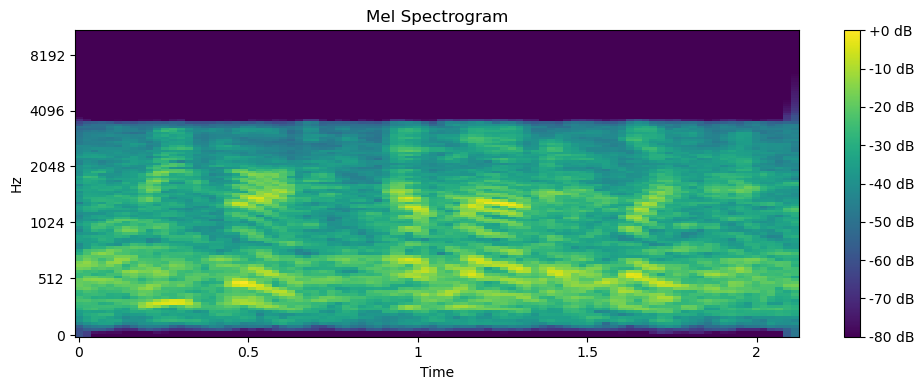 Mel Spectrogram
Hz
8192
4096
2048
1024
512
0
0
0.5
1
1.5
2
Time
+0 dB
-10 dB
-20 dB
-30 dB
-40 dB
-50 dB
-60 dB
-70 dB
-80 dB